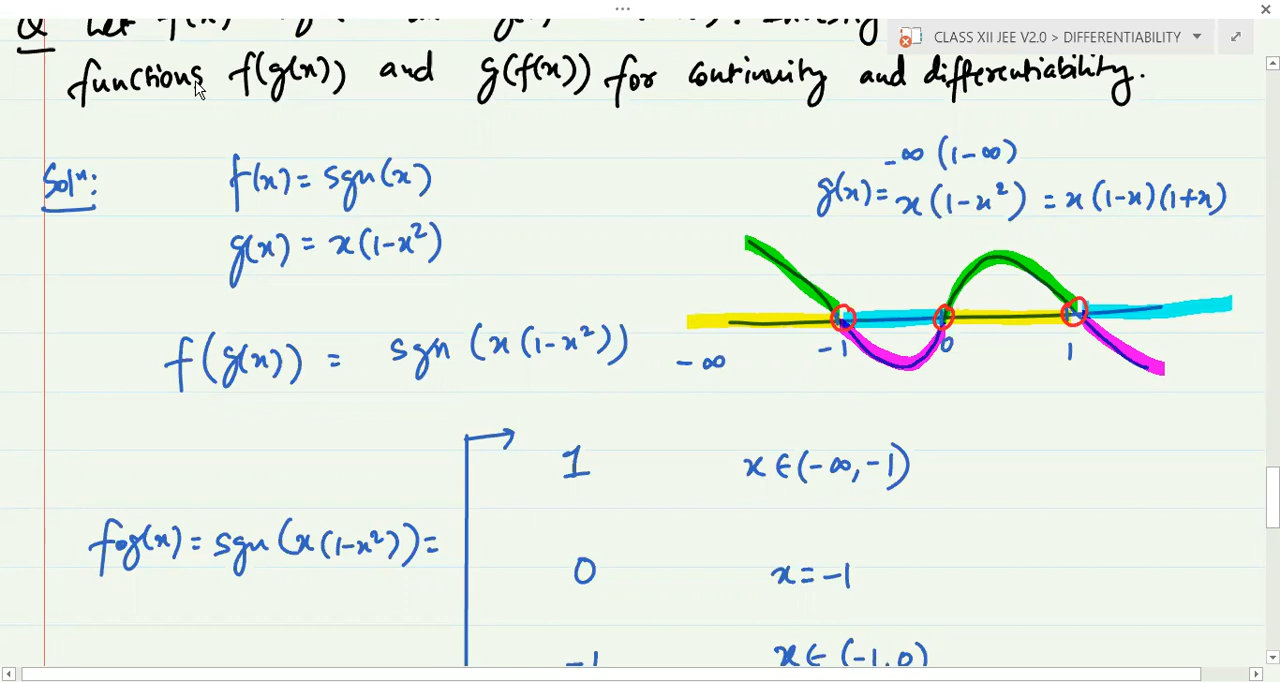 CLASS XII JEE V2.0 > DIFFERENTIABILITY
functions f(g(x)) and g(f(x)) for continuity and differentiability.
Solⁿ:
f(x) = sgn(x)
g(x) = x(1-x²)
-∞ (1-∞)
g(x) = x(1-x²) = x(1-x)(1+x)
-∞ -1 0 1
f(g(x)) = sgn (x(1-x²))
1 x∈(-∞,-1)
fog(x) = sgn(x(1-x²)) =
0 x=-1
-1 x∈(-1,0)